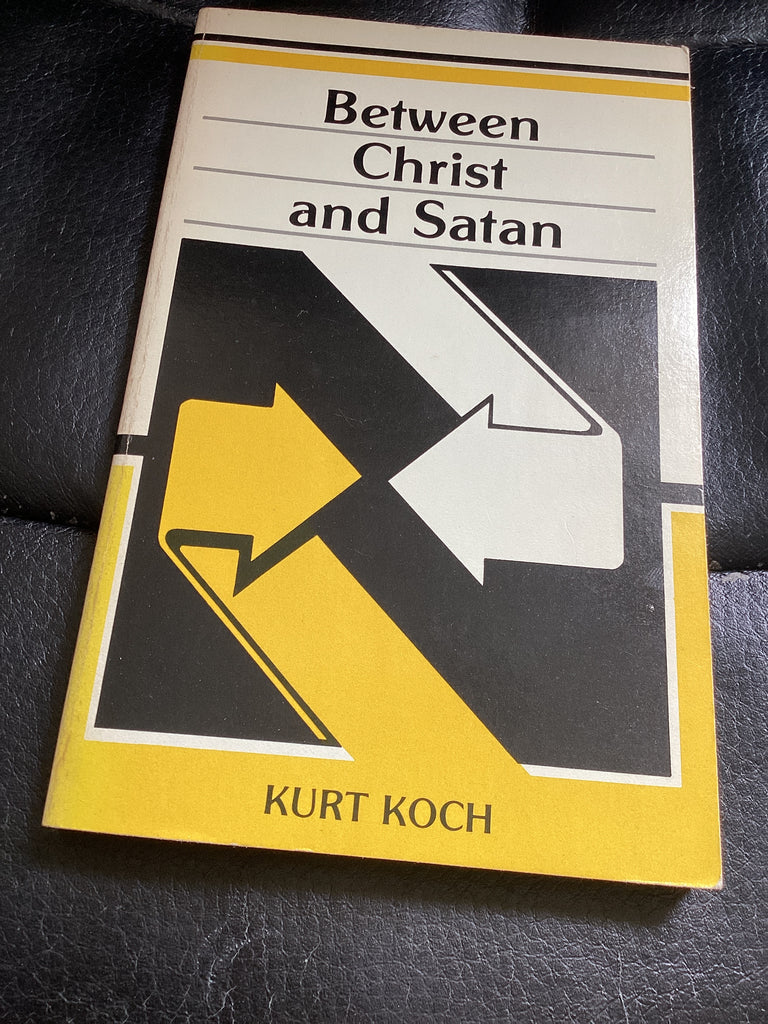 Between
Christ
and Satan
KURT KOCH